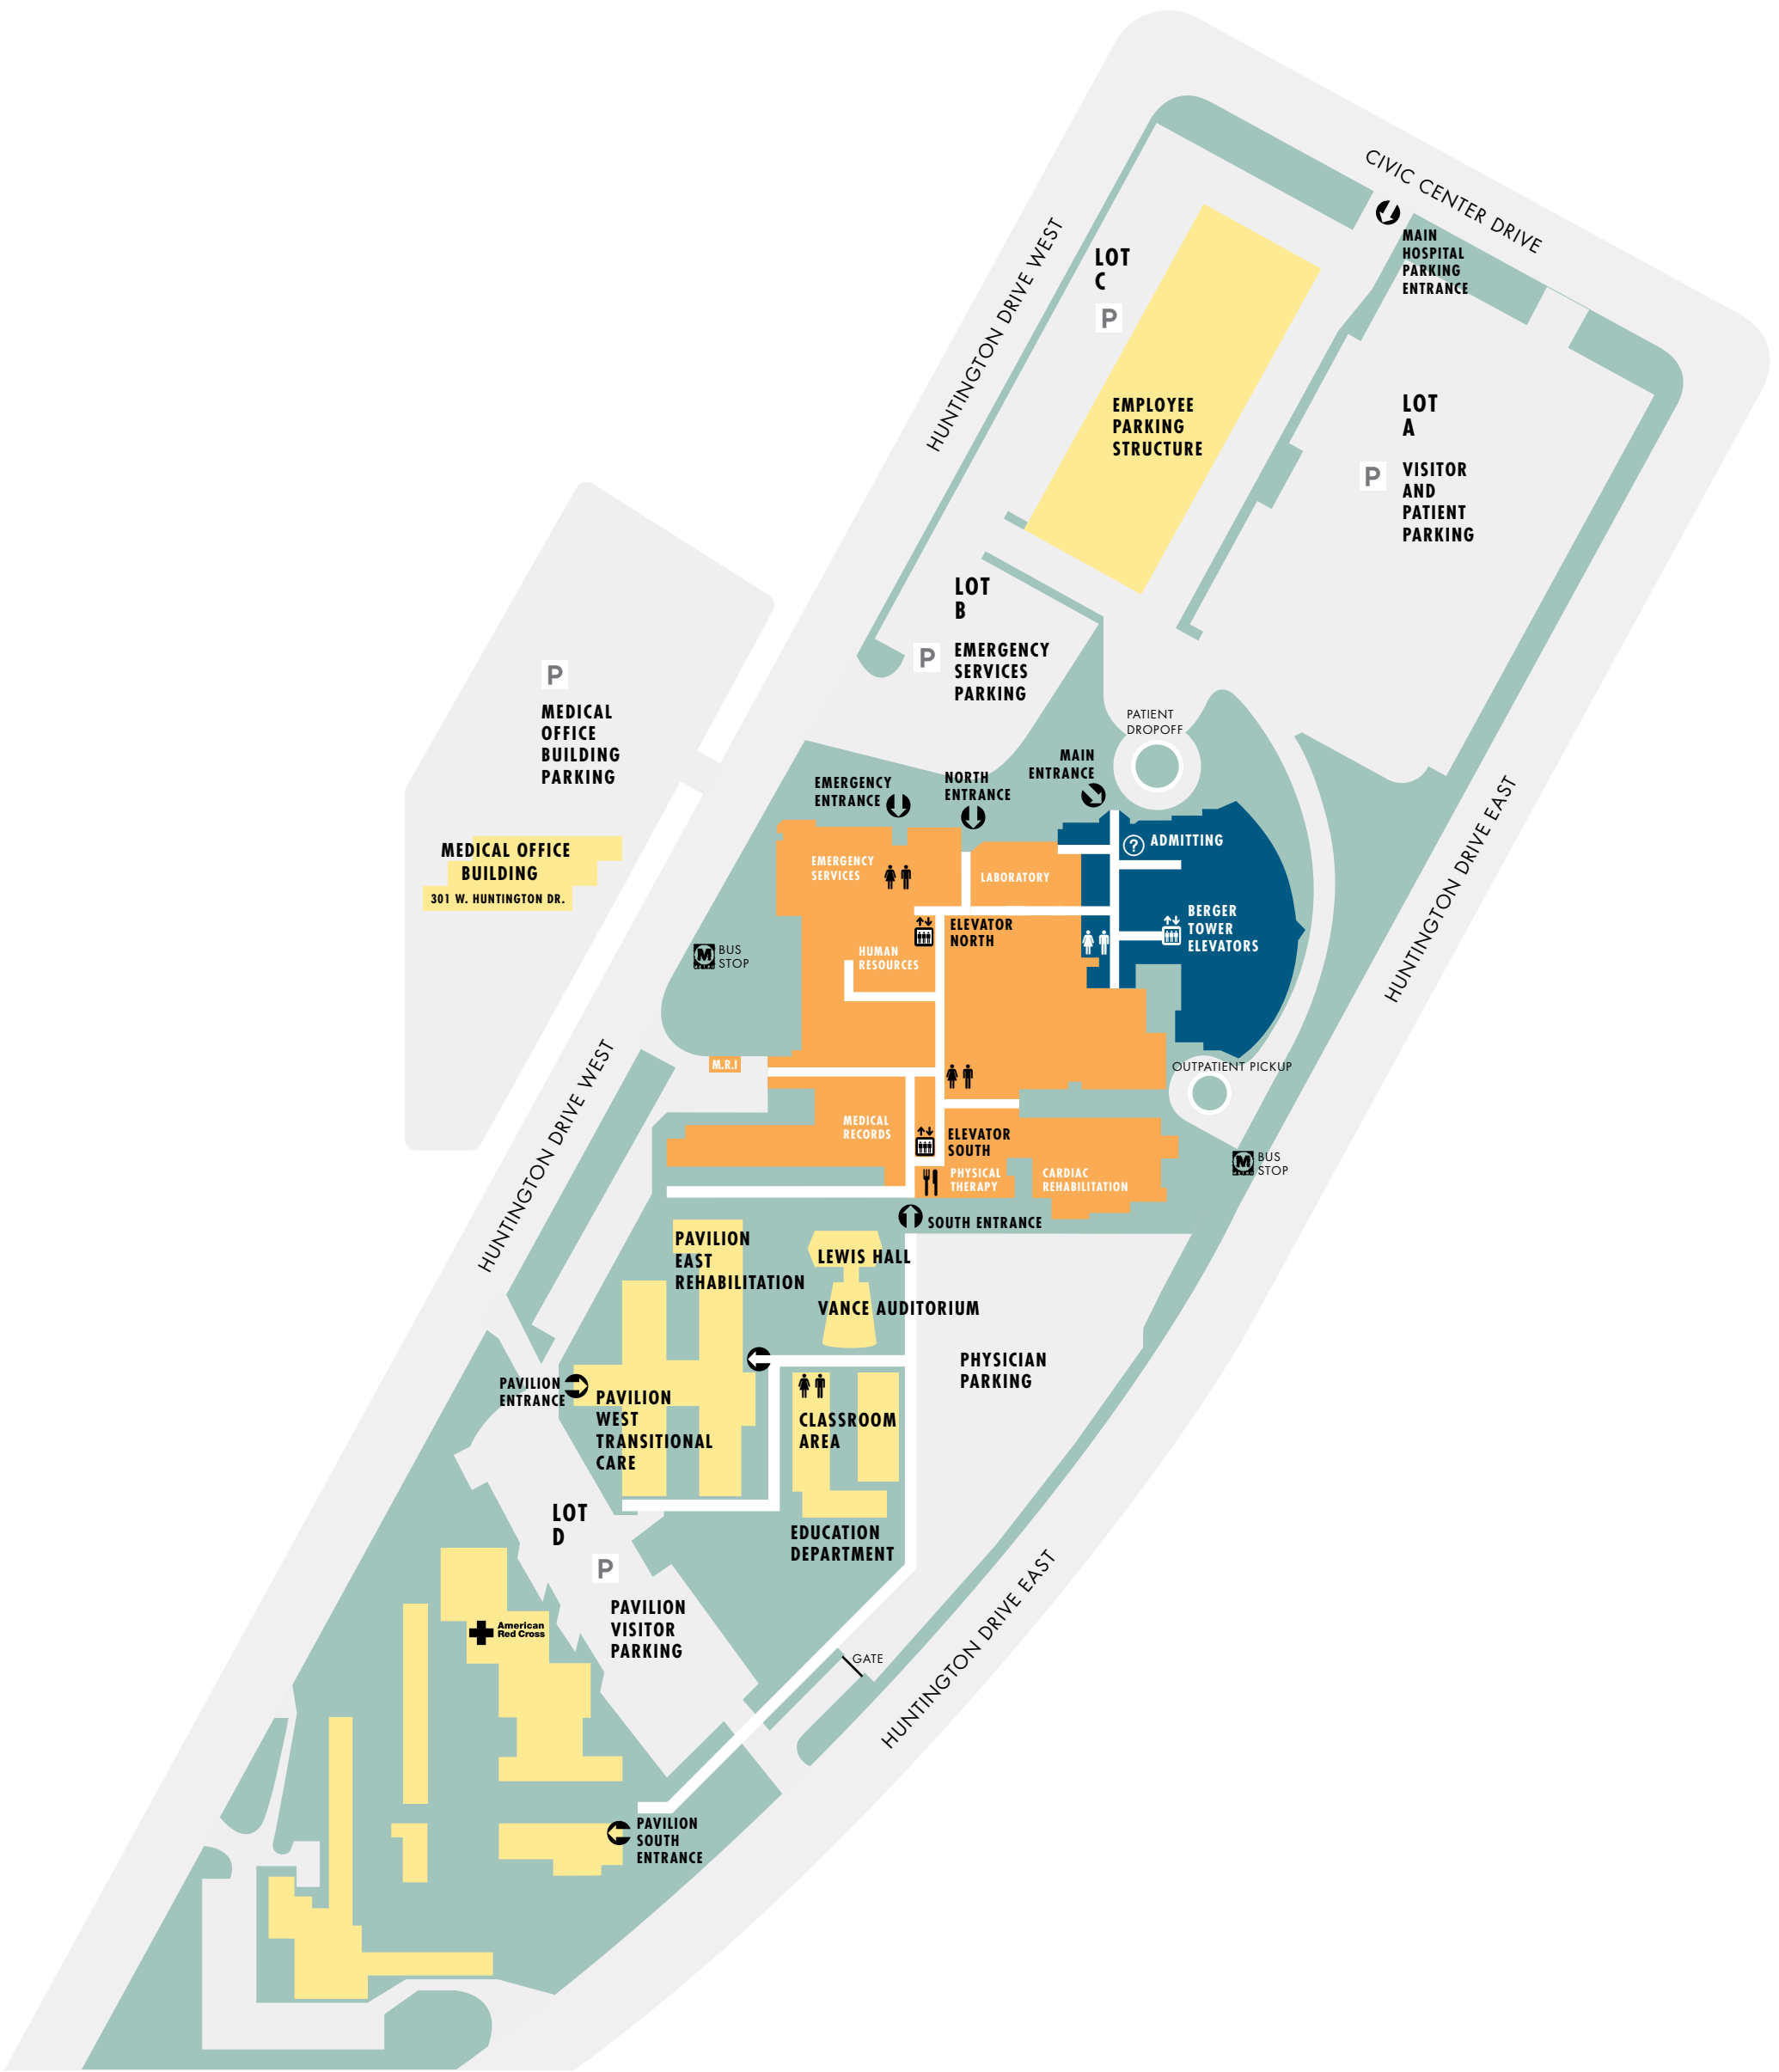 CIVIC CENTER DRIVE
MAIN
HOSPITAL
PARKING
ENTRANCE
HUNTINGTON DRIVE WEST
LOT
C
P
EMPLOYEE
PARKING
STRUCTURE
LOT
A
P
VISITOR
AND
PATIENT
PARKING
LOT
B
P
EMERGENCY
SERVICES
PARKING
P
MEDICAL
OFFICE
BUILDING
PARKING
MEDICAL OFFICE
BUILDING
301 W. HUNTINGTON DR.
PATIENT
DROPOFF
MAIN
ENTRANCE
NORTH
ENTRANCE
EMERGENCY
ENTRANCE
HUNTINGTON DRIVE EAST
EMERGENCY
SERVICES
LABORATORY
? ADMITTING
ELEVATOR
NORTH
BERGER
TOWER
ELEVATORS
HUMAN
RESOURCES
M BUS
METRO STOP
M.R.I
OUTPATIENT PICKUP
HUNTINGTON DRIVE WEST
MEDICAL
RECORDS
ELEVATOR
SOUTH
PHYSICAL
THERAPY
CARDIAC
REHABILITATION
M BUS
METRO STOP
SOUTH ENTRANCE
PAVILION
EAST
REHABILITATION
LEWIS HALL
VANCE AUDITORIUM
PHYSICIAN
PARKING
PAVILION
ENTRANCE
PAVILION
WEST
TRANSITIONAL
CARE
CLASSROOM
AREA
EDUCATION
DEPARTMENT
LOT
D
P
PAVILION
VISITOR
PARKING
American
Red Cross
GATE
HUNTINGTON DRIVE EAST
PAVILION
SOUTH
ENTRANCE